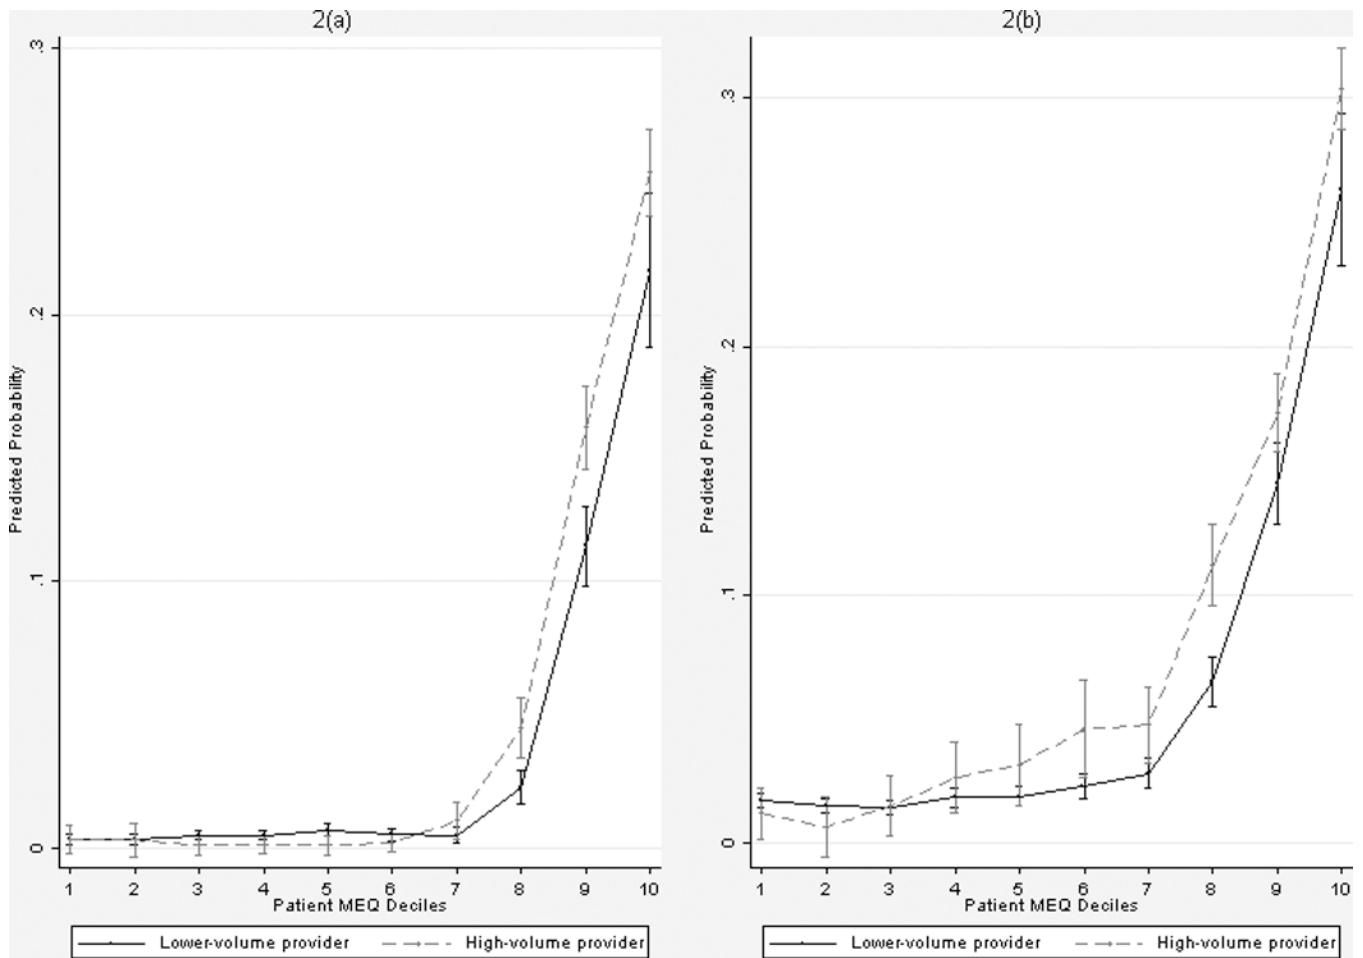 2(a)
.3
.2
.1
0
Predicted Probability
1 2 3 4 5 6 7 8 9 10
Patient MEQ Deciles
Lower-volume provider High-volume provider
2(b)
.3
.2
.1
0
Predicted Probability
1 2 3 4 5 6 7 8 9 10
Patient MEQ Deciles
Lower-volume provider High-volume provider